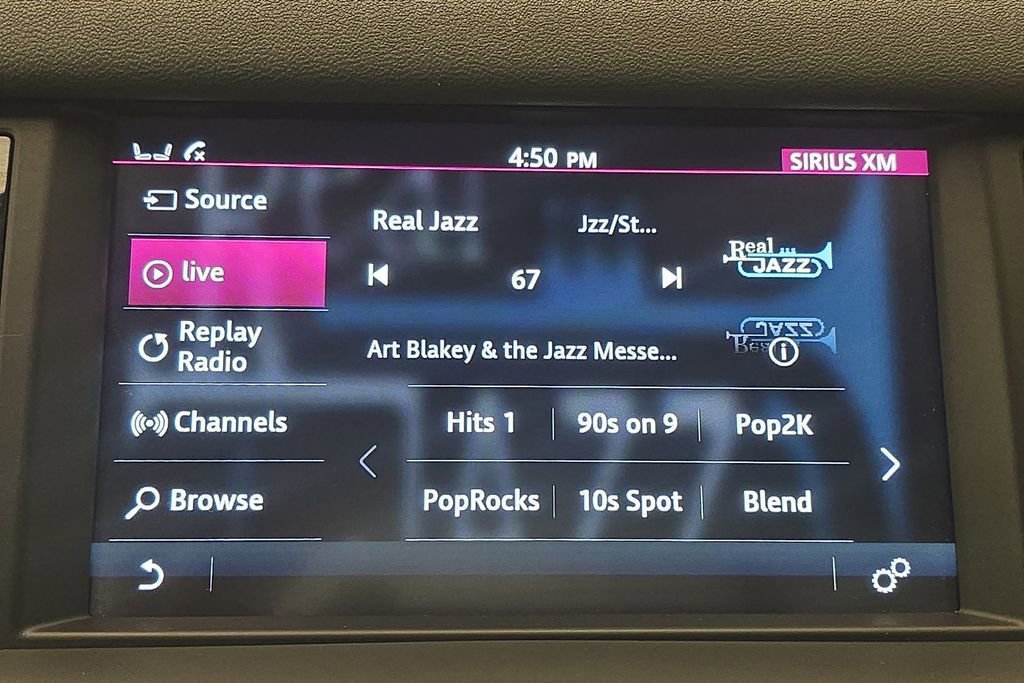 4:50 PM
SIRIUS XM
Source
Real Jazz
Jzz/St...
Real ...
JAZZ
live
67
Replay
Radio
Art Blakey & the Jazz Messe...
i
Channels
Hits 1
90s on 9
Pop2K
Browse
PopRocks
10s Spot
Blend